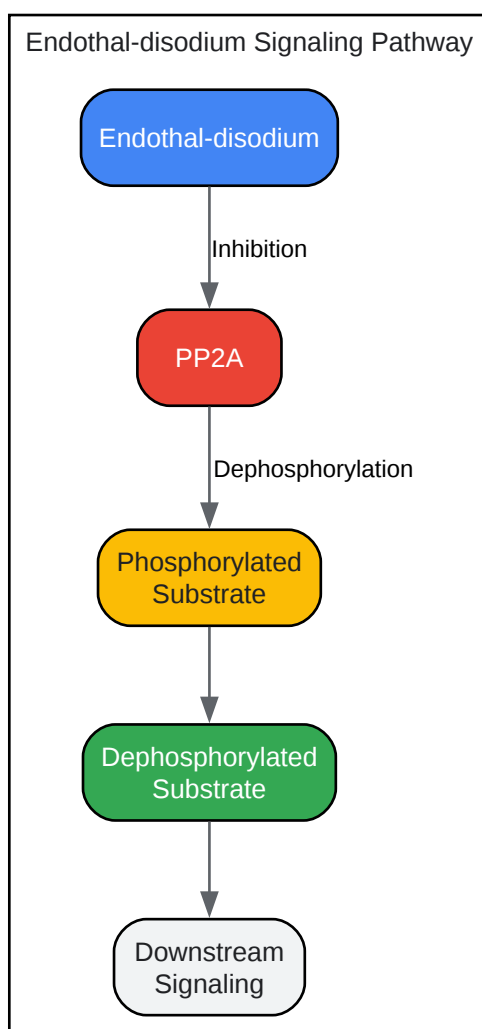 Endothal-disodium Signaling Pathway
Endothal-disodium
Inhibition
PP2A
Dephosphorylation
Phosphorylated
Substrate
Dephosphorylated
Substrate
Downstream
Signaling